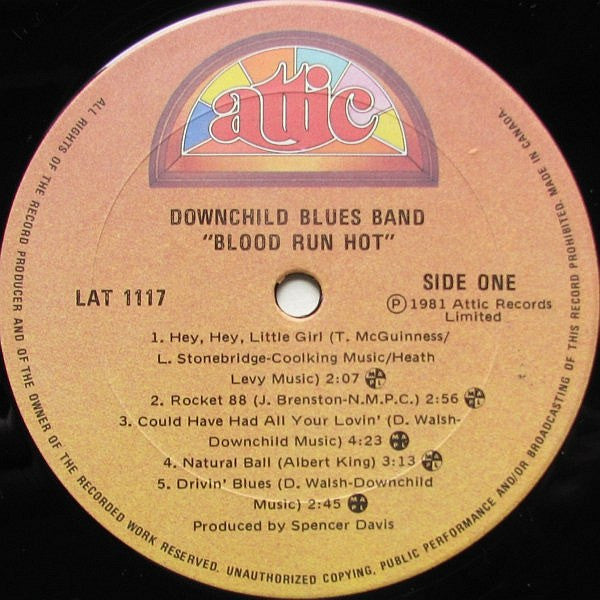 attic
DOWNCHILD BLUES BAND
"BLOOD RUN HOT"
LAT 1117
SIDE ONE
Ⓟ 1981 Attic Records
Limited
1. Hey, Hey, Little Girl (T. McGuinness/
L. Stonebridge-Coolking Music/Heath
Levy Music) 2:07 MAPL
2. Rocket 88 (J. Brenston-N.M.P.C.) 2:56 MAPL
3. Could Have Had All Your Lovin' (D. Walsh-
Downchild Music) 4:23 MAPL
4. Natural Ball (Albert King) 3:13 MAPL
5. Drivin' Blues (D. Walsh-Downchild
Music) 2:45 MAPL
Produced by Spencer Davis
ALL RIGHTS OF THE RECORD PRODUCER AND OF THE OWNER OF THE RECORDED WORK RESERVED. UNAUTHORIZED COPYING, PUBLIC PERFORMANCE AND/OR BROADCASTING OF THIS RECORD PROHIBITED. MADE IN CANADA.